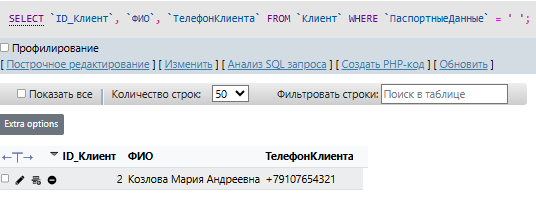 SELECT `ID_Клиент`, `ФИО`, `ТелефонКлиента` FROM `Клиент` WHERE `ПаспортныеДанные` = ' ';
Профилирование
[ Построчное редактирование ] [ Изменить ] [ Анализ SQL запроса ] [ Создать PHP-код ] [ Обновить ]
Показать все | Количество строк: 50 Фильтровать строки: Поиск в таблице
Extra options
←T→ ID_Клиент ФИО ТелефонКлиента
2 Козлова Мария Андреевна +79107654321